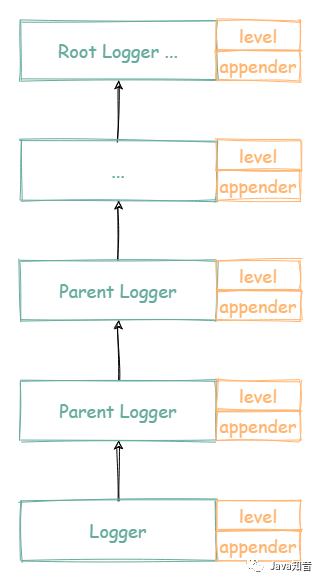 Root Logger ...
level
appender
...
level
appender
Parent Logger
level
appender
Parent Logger
level
appender
Logger
level
appender
Java知音